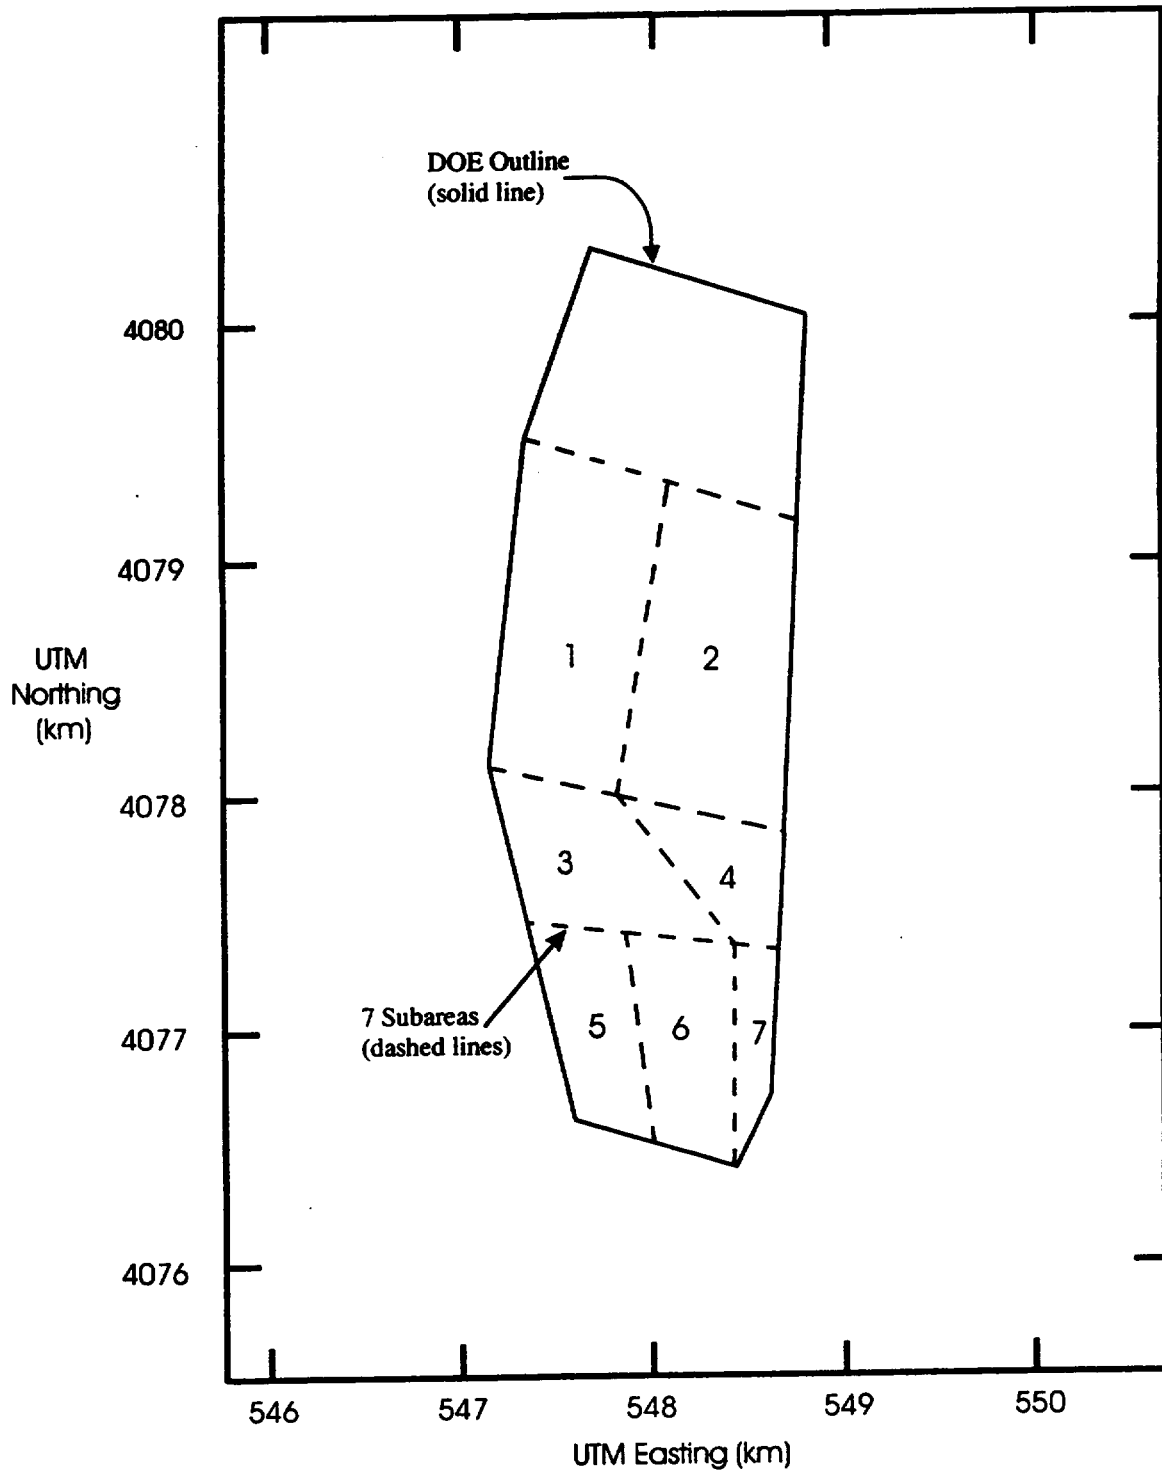 DOE Outline
(solid line)
4080
4079
UTM
Northing
(km)
1
2
4078
3
4
7 Subareas
(dashed lines)
4077
5
6
7
4076
546
547
548
549
550
UTM Easting (km)